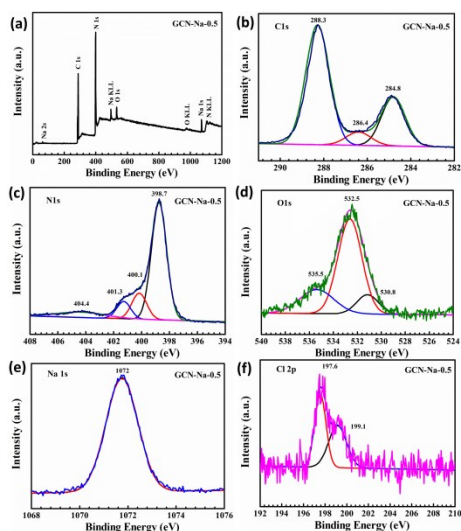 (a)
GCN-Na-0.5
N 1s
C 1s
Na KLL
O 1s
Na 2s
O KLL
Na 1s
N KLL
Intensity (a.u.)
0 200 400 600 800 1000 1200
Binding Energy (eV)
(b)
C1s
288.3
GCN-Na-0.5
286.4
284.8
Intensity (a.u.)
290 288 286 284 282
Binding Energy (eV)
(c)
N1s
398.7
GCN-Na-0.5
400.1
401.3
404.4
Intensity (a.u.)
408 406 404 402 400 398 396 394
Binding Energy (eV)
(d)
O1s
532.5
GCN-Na-0.5
535.5
530.8
Intensity (a.u.)
540 538 536 534 532 530 528 526 524
Binding Energy (eV)
(e)
Na 1s
1072
GCN-Na-0.5
Intensity (a.u.)
1068 1070 1072 1074 1076
Binding Energy (eV)
(f)
Cl 2p
197.6
GCN-Na-0.5
199.1
Intensity (a.u.)
192 194 196 198 200 202 204 206 208 210
Binding Energy (eV)